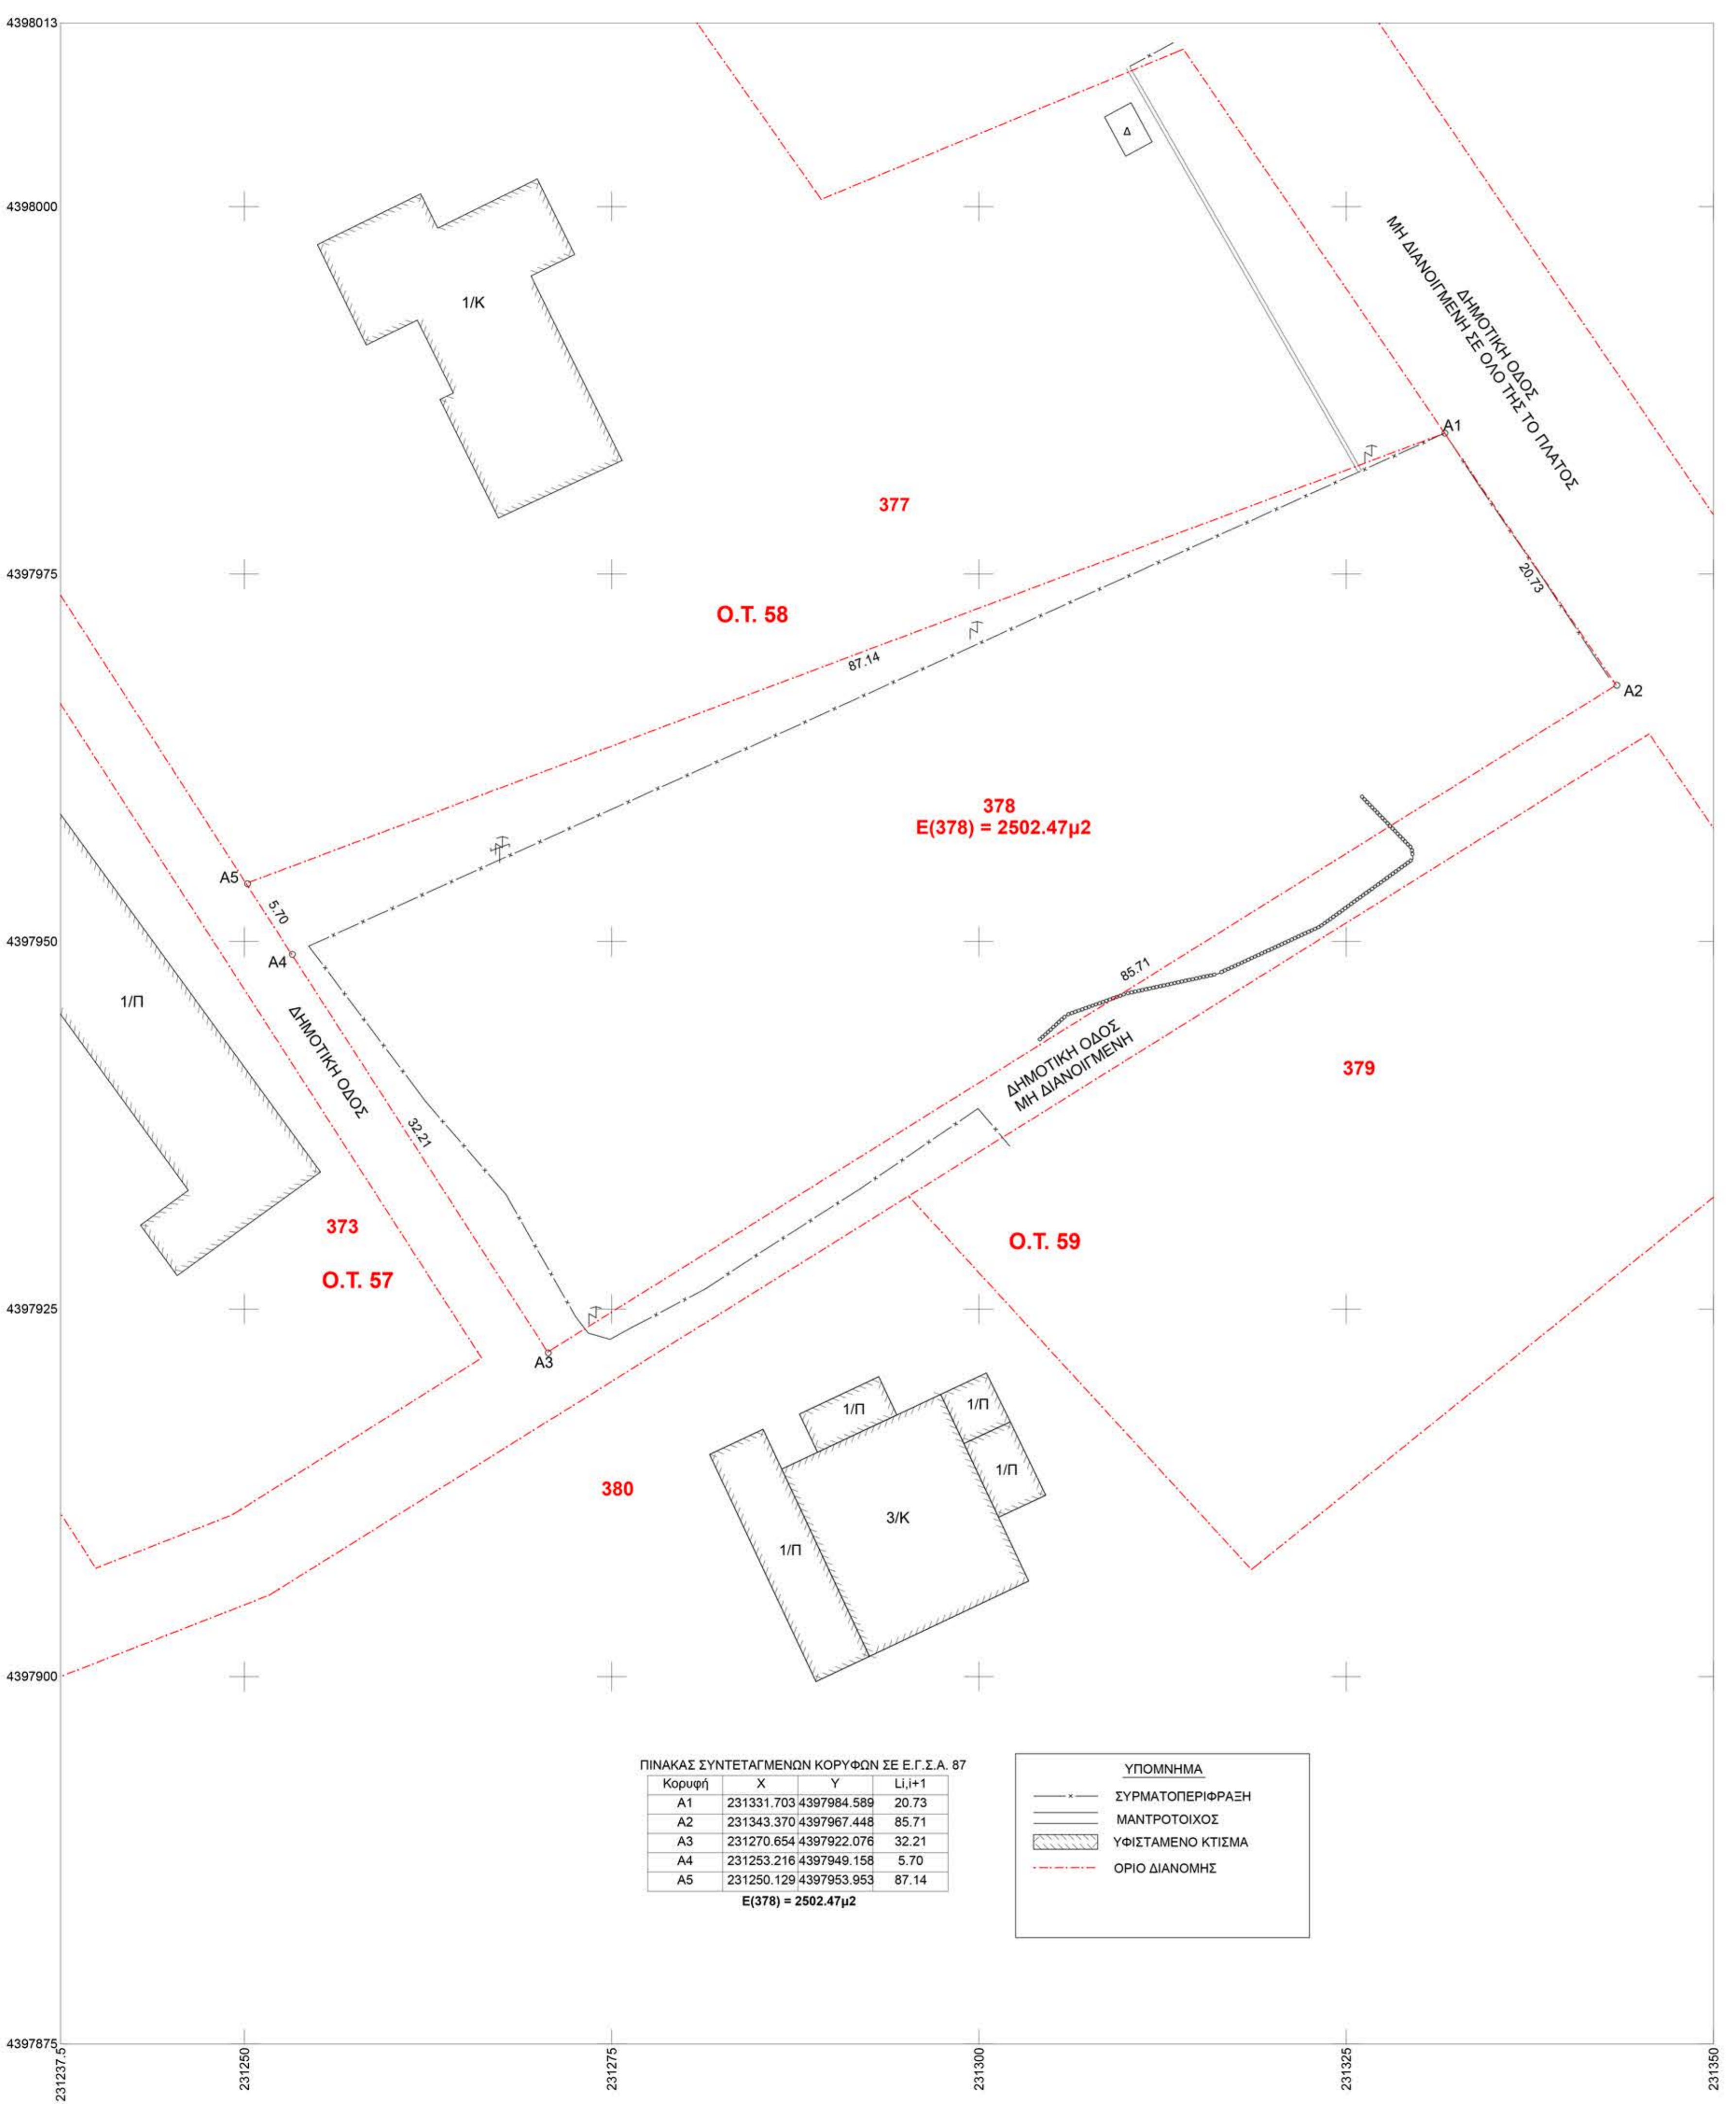 4398013
4398000
Δ
1/Κ
ΔΗΜΟΤΙΚΗ ΟΔΟΣ
ΜΗ ΔΙΑΝΟΙΓΜΕΝΗ ΣΕ ΟΛΟ ΤΗΣ ΤΟ ΠΛΑΤΟΣ
A1
377
4397975
20.73
Ο.Τ. 58
87.14
A2
378
Ε(378) = 2502.47μ2
A5
5.70
4397950
A4
85.71
1/Π
ΔΗΜΟΤΙΚΗ ΟΔΟΣ
ΔΗΜΟΤΙΚΗ ΟΔΟΣ
ΜΗ ΔΙΑΝΟΙΓΜΕΝΗ
379
32.21
373
Ο.Τ. 59
Ο.Τ. 57
4397925
A3
1/Π
1/Π
1/Π
380
3/Κ
1/Π
4397900
ΠΙΝΑΚΑΣ ΣΥΝΤΕΤΑΓΜΕΝΩΝ ΚΟΡΥΦΩΝ ΣΕ Ε.Γ.Σ.Α. 87
Κορυφή X Y Li,i+1
A1 231331.703 4397984.589 20.73
A2 231343.370 4397967.448 85.71
A3 231270.654 4397922.076 32.21
A4 231253.216 4397949.158 5.70
A5 231250.129 4397953.953 87.14
Ε(378) = 2502.47μ2
ΥΠΟΜΝΗΜΑ
ΣΥΡΜΑΤΟΠΕΡΙΦΡΑΞΗ
ΜΑΝΤΡΟΤΟΙΧΟΣ
ΥΦΙΣΤΑΜΕΝΟ ΚΤΙΣΜΑ
ΟΡΙΟ ΔΙΑΝΟΜΗΣ
4397875
231237.5
231250
231275
231300
231325
231350